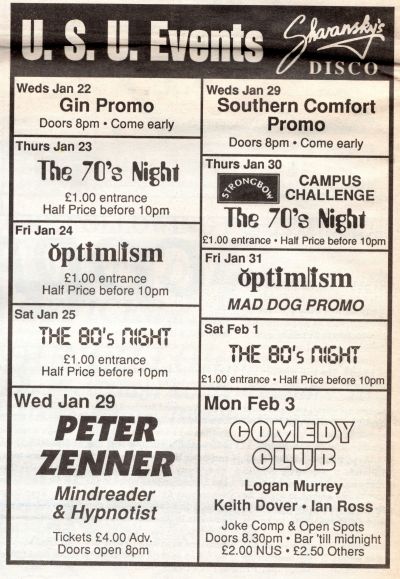 U. S. U. Events
Sharansky's
DISCO
Weds Jan 22
Gin Promo
Doors 8pm • Come early
Thurs Jan 23
The 70's Night
£1.00 entrance
Half Price before 10pm
Fri Jan 24
optimism
£1.00 entrance
Half Price before 10pm
Sat Jan 25
THE 80's NIGHT
£1.00 entrance
Half Price before 10pm
Wed Jan 29
PETER
ZENNER
Mindreader
& Hypnotist
Tickets £4.00 Adv.
Doors open 8pm
Weds Jan 29
Southern Comfort
Promo
Doors 8pm • Come early
Thurs Jan 30
STRONGBOW
CAMPUS
CHALLENGE
The 70's Night
£1.00 entrance • Half Price before 10pm
Fri Jan 31
optimism
MAD DOG PROMO
Sat Feb 1
THE 80's NIGHT
£1.00 entrance • Half Price before 10pm
Mon Feb 3
COMEDY
CLUB
Logan Murrey
Keith Dover • Ian Ross
Joke Comp & Open Spots
Doors 8.30pm • Bar 'till midnight
£2.00 NUS • £2.50 Others